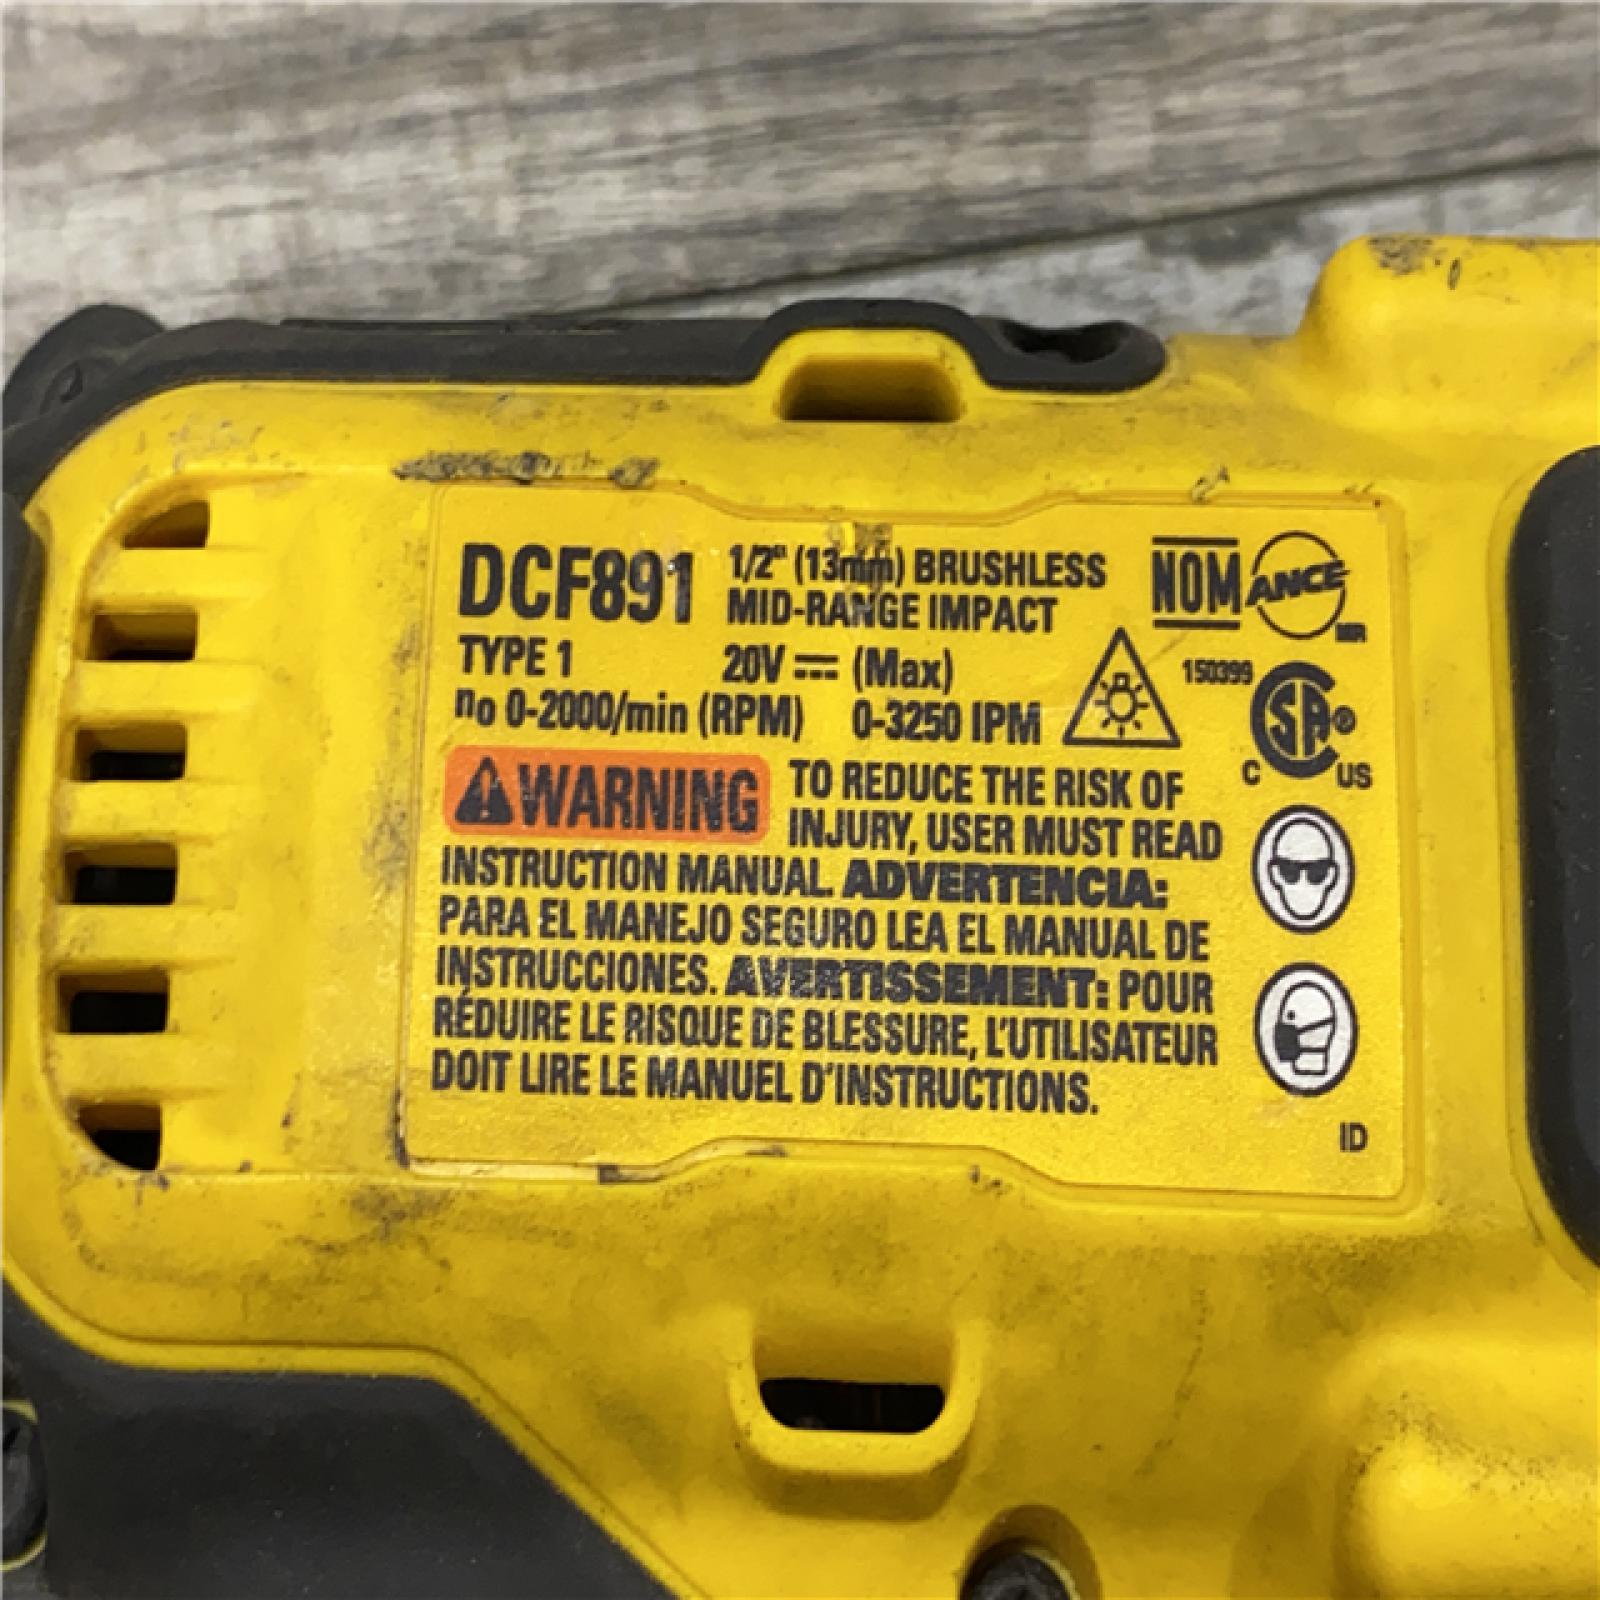 DCF891 1/2" (13mm) BRUSHLESS
MID-RANGE IMPACT
TYPE 1 20V ⎓ (Max)
no 0-2000/min (RPM) 0-3250 IPM
NOM ANCE
MR
150399
CSA®
C US
WARNING TO REDUCE THE RISK OF
INJURY, USER MUST READ
INSTRUCTION MANUAL. ADVERTENCIA:
PARA EL MANEJO SEGURO LEA EL MANUAL DE
INSTRUCCIONES. AVERTISSEMENT: POUR
RÉDUIRE LE RISQUE DE BLESSURE, L'UTILISATEUR
DOIT LIRE LE MANUEL D'INSTRUCTIONS.
ID